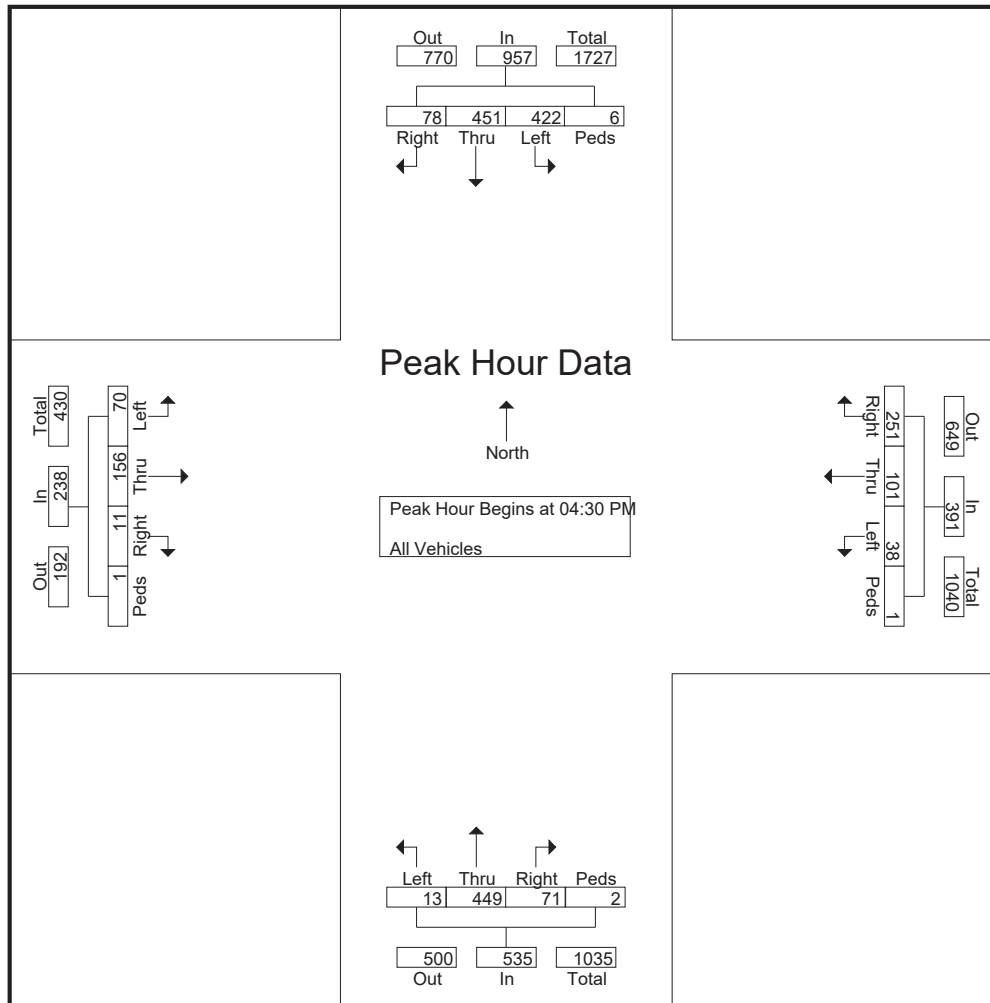 Out In Total
770 957 1727
78 451 422 6
Right Thru Left Peds
Peak Hour Data
North
Peak Hour Begins at 04:30 PM
All Vehicles
Total In Out
430 238 192
70 156 11 1
Left Thru Right Peds
Right Thru Left Peds
251 101 38 1
Out In Total
649 391 1040
Left Thru Right Peds
13 449 71 2
500 535 1035
Out In Total